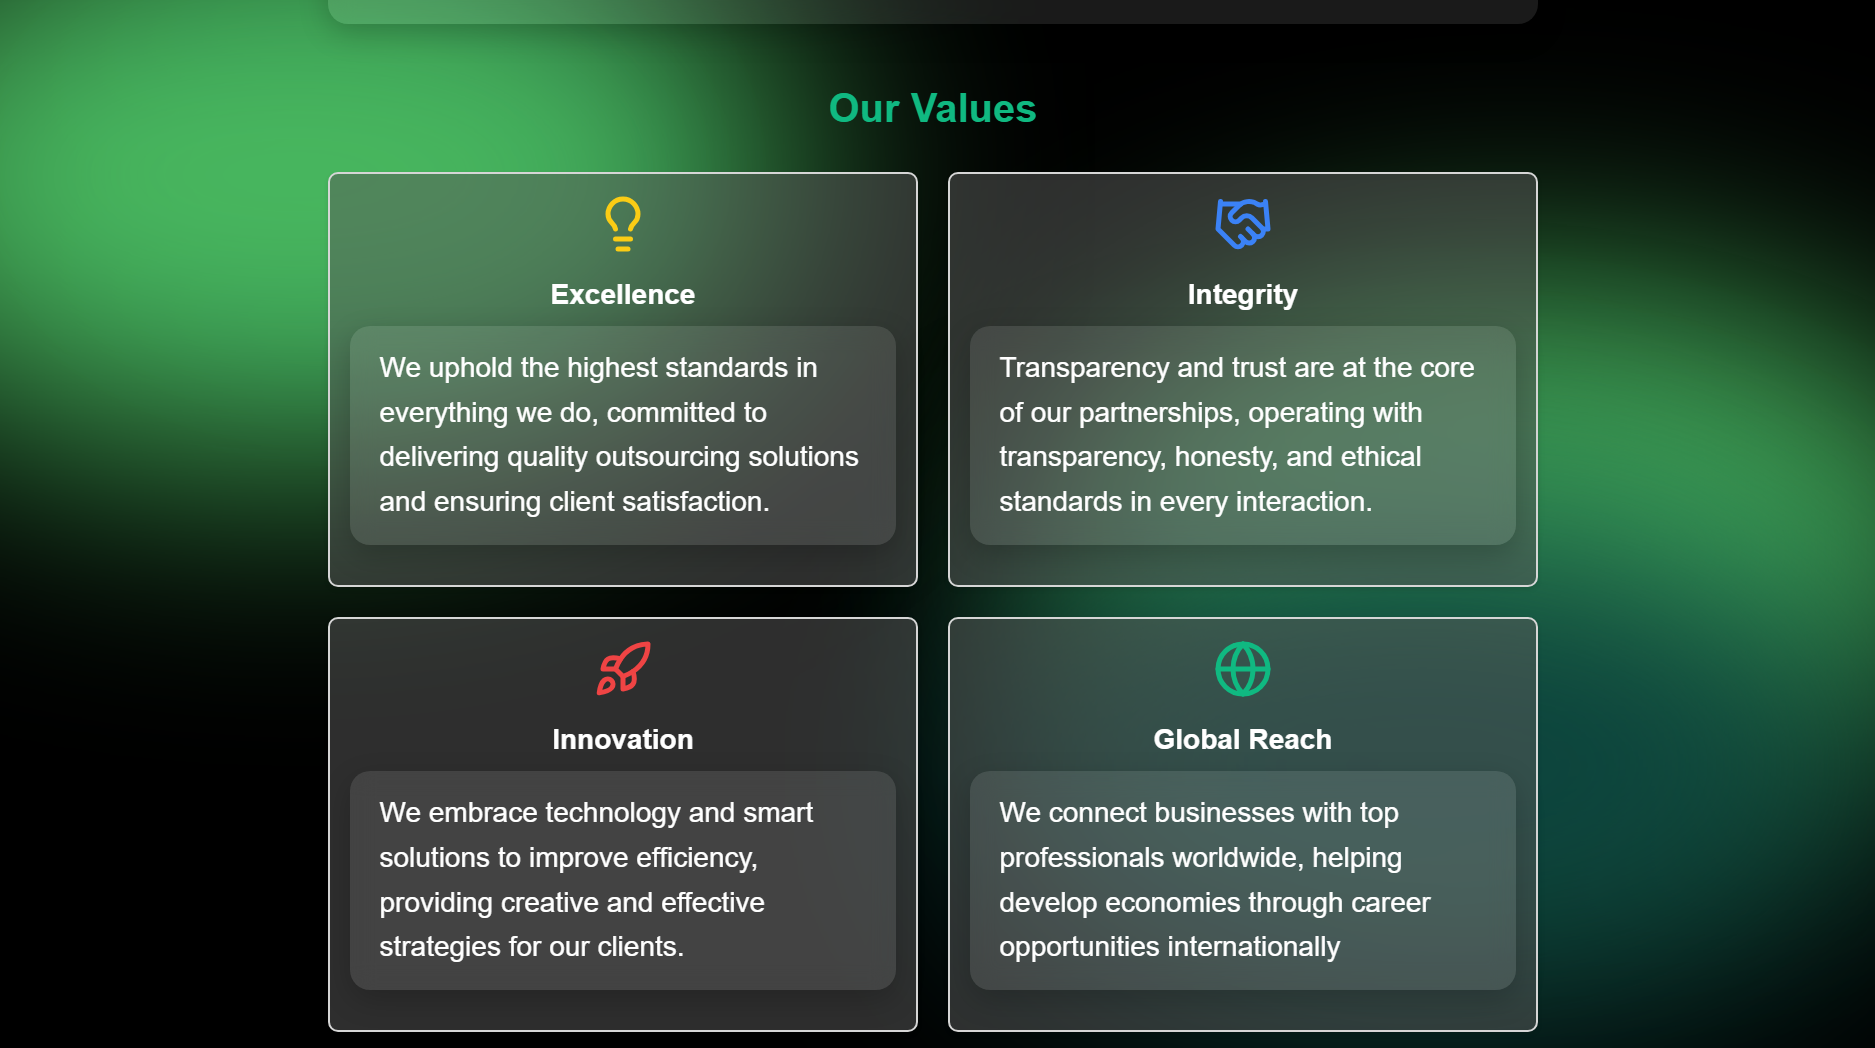 Our Values
Excellence
We uphold the highest standards in
everything we do, committed to
delivering quality outsourcing solutions
and ensuring client satisfaction.
Integrity
Transparency and trust are at the core
of our partnerships, operating with
transparency, honesty, and ethical
standards in every interaction.
Innovation
We embrace technology and smart
solutions to improve efficiency,
providing creative and effective
strategies for our clients.
Global Reach
We connect businesses with top
professionals worldwide, helping
develop economies through career
opportunities internationally